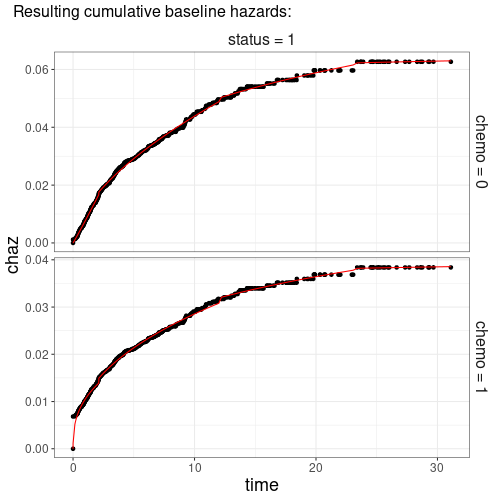 Resulting cumulative baseline hazards:
status = 1
0.06
0.04
0.02
0.00
chemo = 0
chaz
0.04
0.03
0.02
0.01
0.00
chemo = 1
0 10 20 30
time